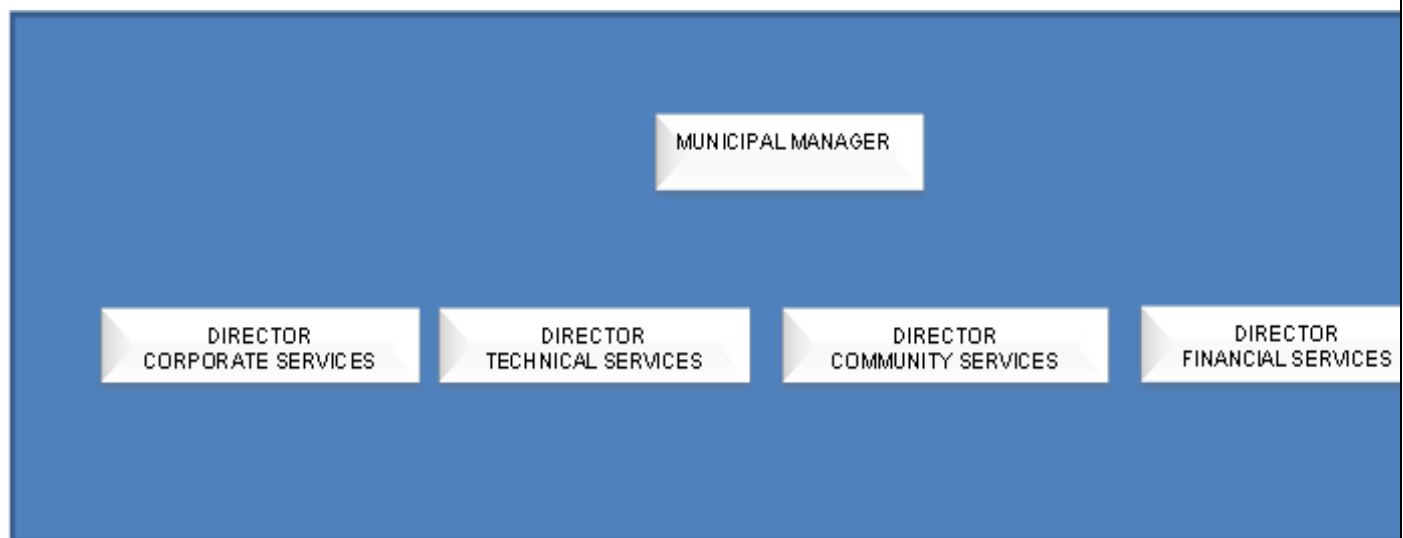 MUNICIPAL MANAGER
DIRECTOR
CORPORATE SERVICES
DIRECTOR
TECHNICAL SERVICES
DIRECTOR
COMMUNITY SERVICES
DIRECTOR
FINANCIAL SERVICES